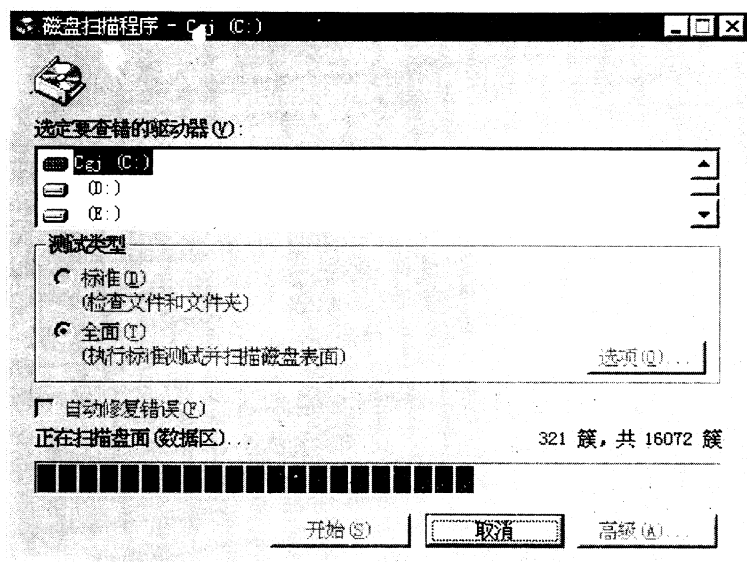 磁盘扫描程序 - Cgj (C:)
选定要查错的驱动器(V):
Cgj (C:)
(D:)
(E:)
测试类型
标准(D)
(检查文件和文件夹)
全面(T)
(执行标准测试并扫描磁盘表面)
选项(O)...
自动修复错误(F)
正在扫描盘面(数据区)...
321 簇，共 16072 簇
开始(S)
取消
高级(A)...